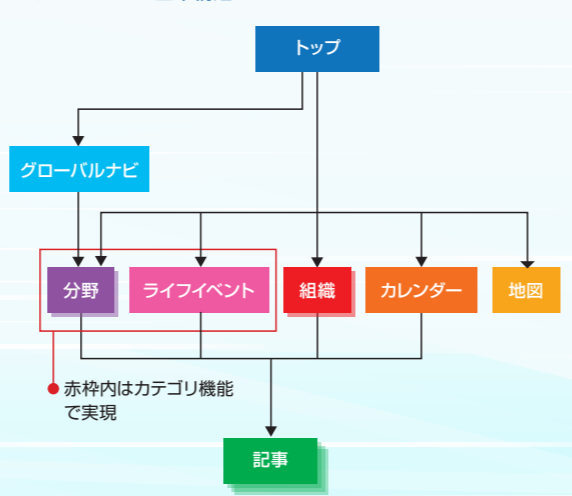 トップ
グローバルナビ
分野
ライフイベント
組織
カレンダー
地図
赤枠内はカテゴリ機能
で実現
記事